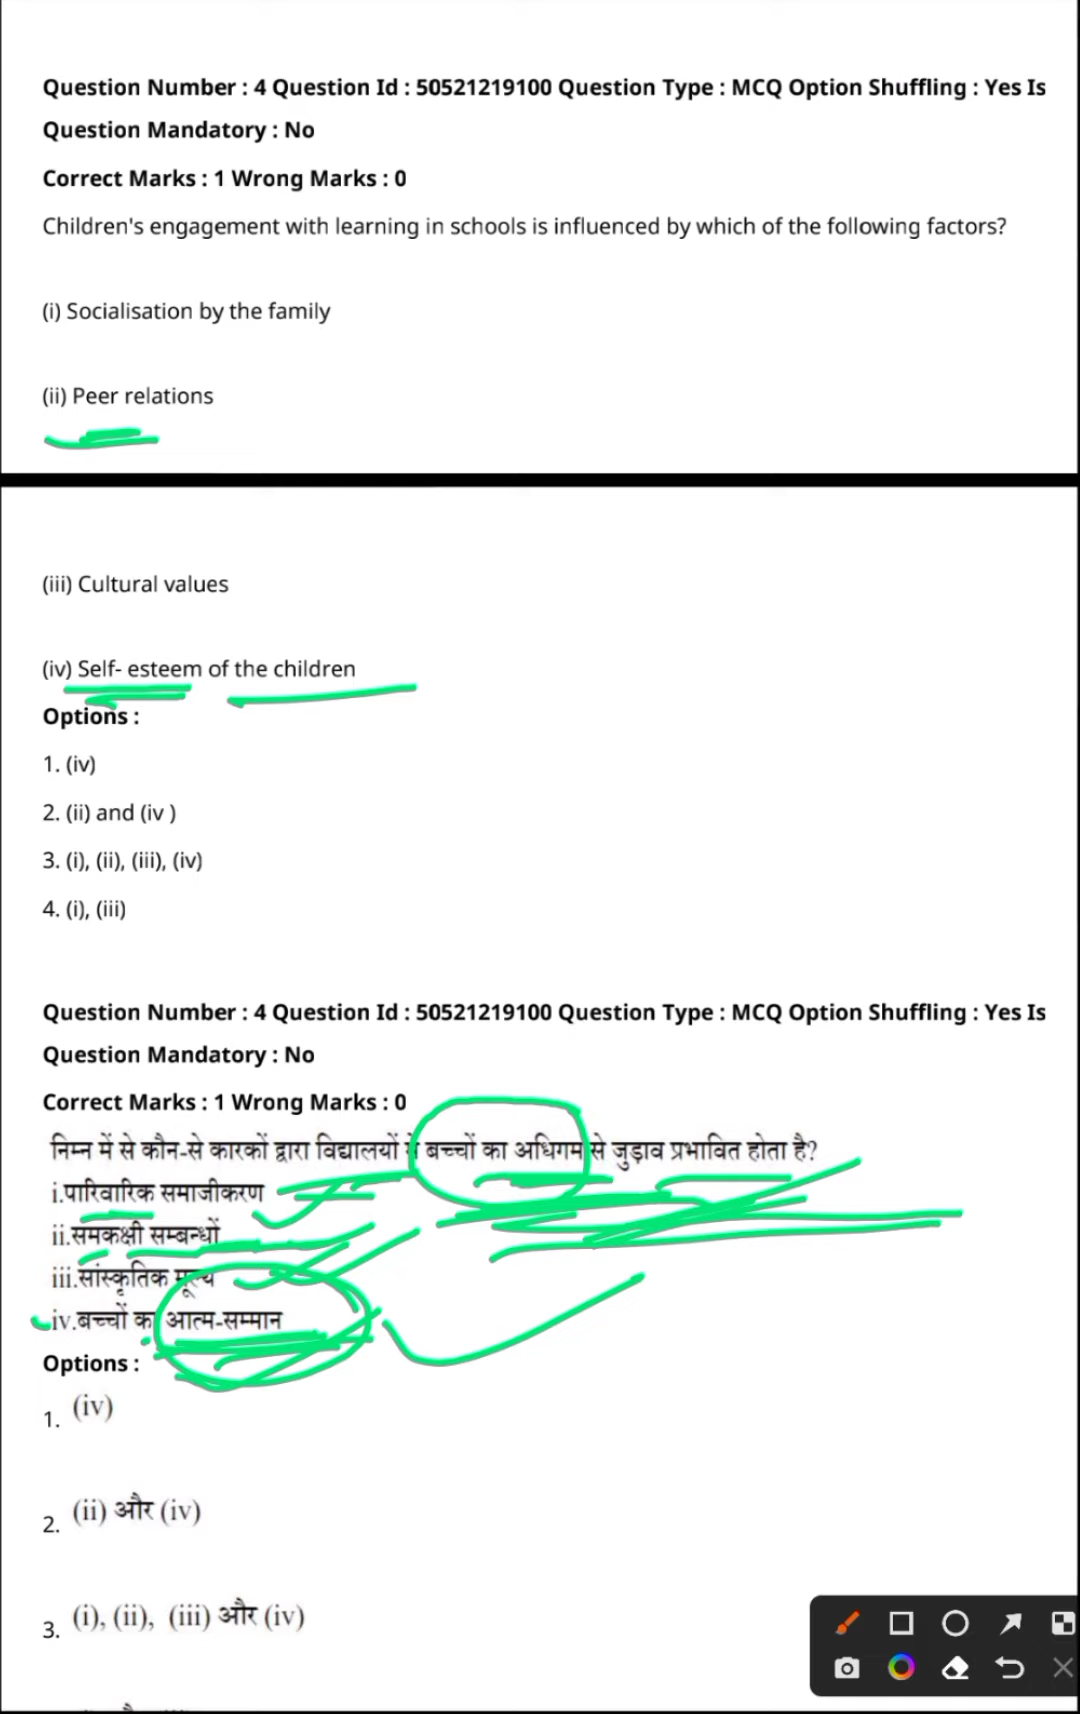 Question Number : 4 Question Id : 50521219100 Question Type : MCQ Option Shuffling : Yes Is
Question Mandatory : No
Correct Marks : 1 Wrong Marks : 0
Children's engagement with learning in schools is influenced by which of the following factors?
(i) Socialisation by the family
(ii) Peer relations
(iii) Cultural values
(iv) Self- esteem of the children
Options :
1. (iv)
2. (ii) and (iv )
3. (i), (ii), (iii), (iv)
4. (i), (iii)
Question Number : 4 Question Id : 50521219100 Question Type : MCQ Option Shuffling : Yes Is
Question Mandatory : No
Correct Marks : 1 Wrong Marks : 0
निम्न में से कौन-से कारकों द्वारा विद्यालयों में बच्चों का अधिगम से जुड़ाव प्रभावित होता है?
i.पारिवारिक समाजीकरण
ii.समकक्षी सम्बन्धों
iii.सांस्कृतिक मूल्य
iv.बच्चों का आत्म-सम्मान
Options :
1. (iv)
2. (ii) और (iv)
3. (i), (ii), (iii) और (iv)